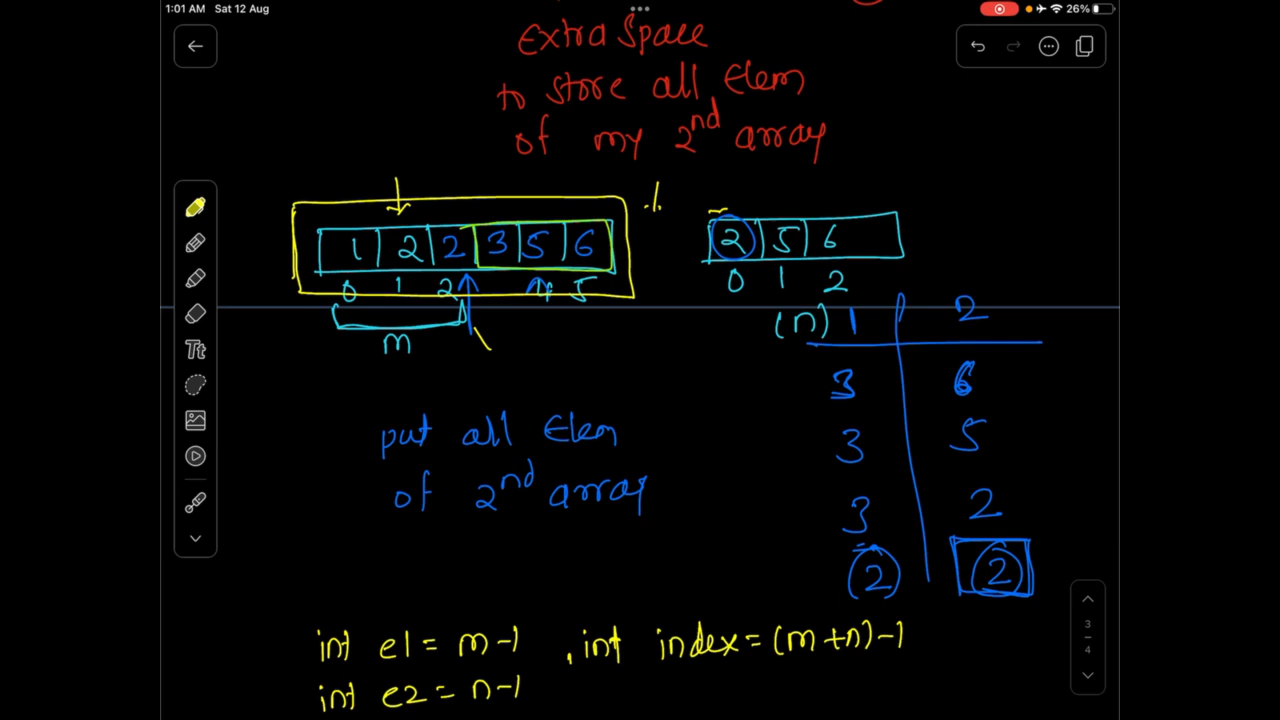 1:01 AM Sat 12 Aug 26%
Extra Space
to store all Elem
of my 2nd array
1 2 2 3 5 6
0 1 2 4 5
m
2 5 6
0 1 2
(n)
1 2
3 6
3 5
3 2
(2) 2
put all Elem
of 2nd array
int e1 = m-1 , int index = (m+n)-1
int e2 = n-1
Tt
3
4